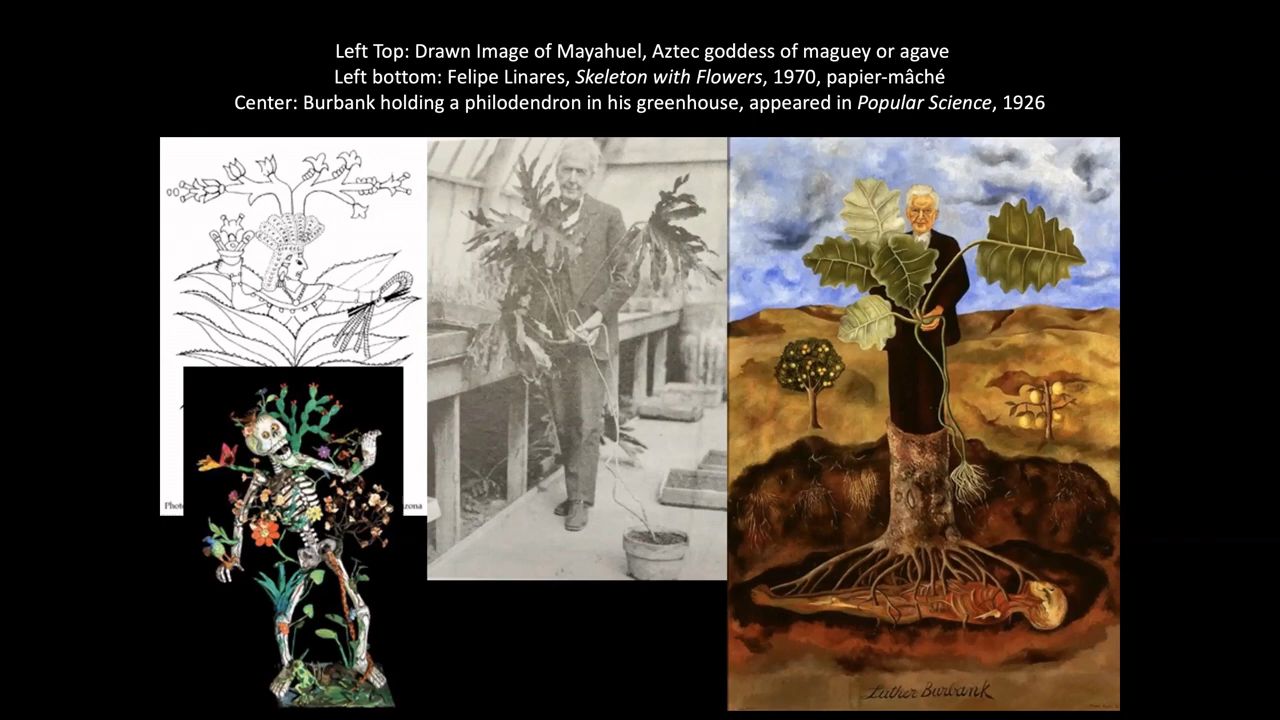 Left Top: Drawn Image of Mayahuel, Aztec goddess of maguey or agave
Left bottom: Felipe Linares, Skeleton with Flowers, 1970, papier-mâché
Center: Burbank holding a philodendron in his greenhouse, appeared in Popular Science, 1926
Luther Burbank